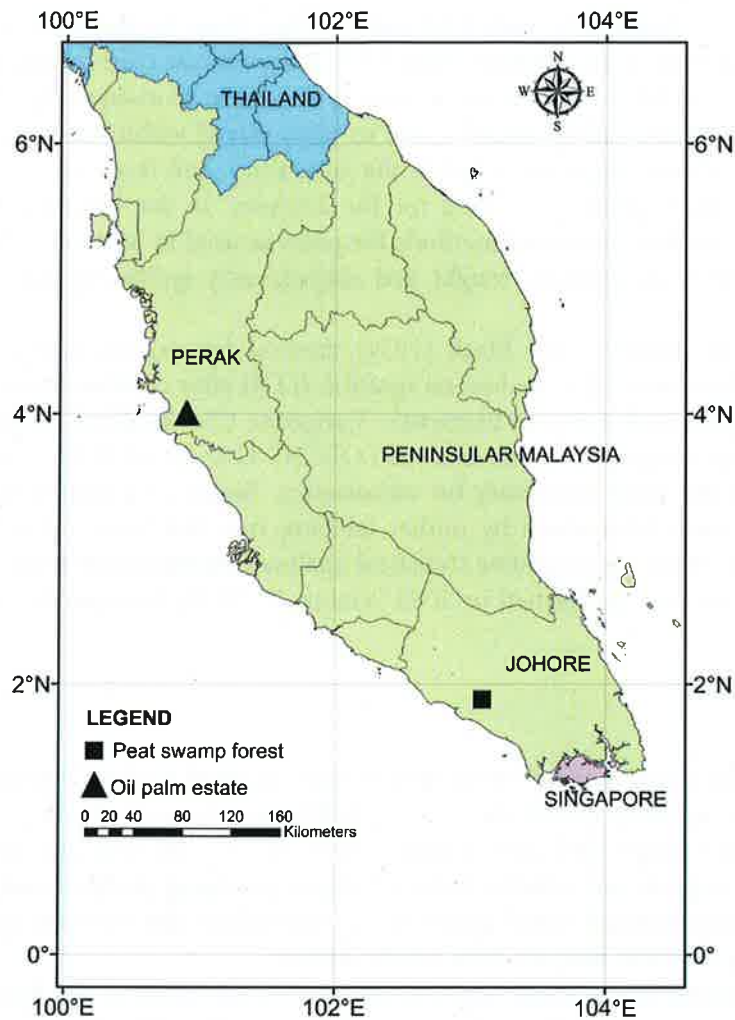 100°E 102°E 104°E
N
W E
S
THAILAND
6°N 6°N
PERAK
4°N 4°N
PENINSULAR MALAYSIA
JOHORE
2°N 2°N
LEGEND
Peat swamp forest
Oil palm estate
SINGAPORE
0 20 40 80 120 160
Kilometers
0° 0°
100°E 102°E 104°E